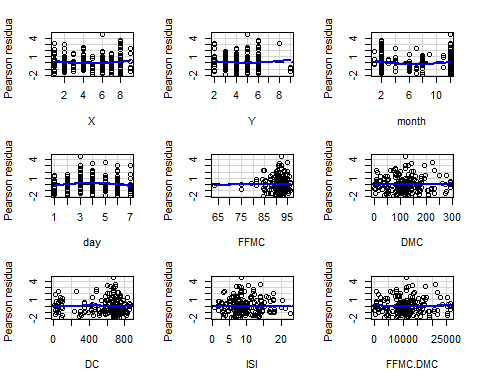 Pearson residua
Pearson residua
Pearson residua
4
1
-2
4
1
-2
4
1
-2
2 4 6 8
2 4 6 8
2 6 10
X
Y
month
Pearson residua
Pearson residua
Pearson residua
4
1
-2
4
1
-2
4
1
-2
1 3 5 7
65 75 85 95
0 100 200 300
day
FFMC
DMC
Pearson residua
Pearson residua
Pearson residua
4
1
-2
4
1
-2
4
1
-2
0 400 800
0 5 10 20
0 10000 25000
DC
ISI
FFMC.DMC